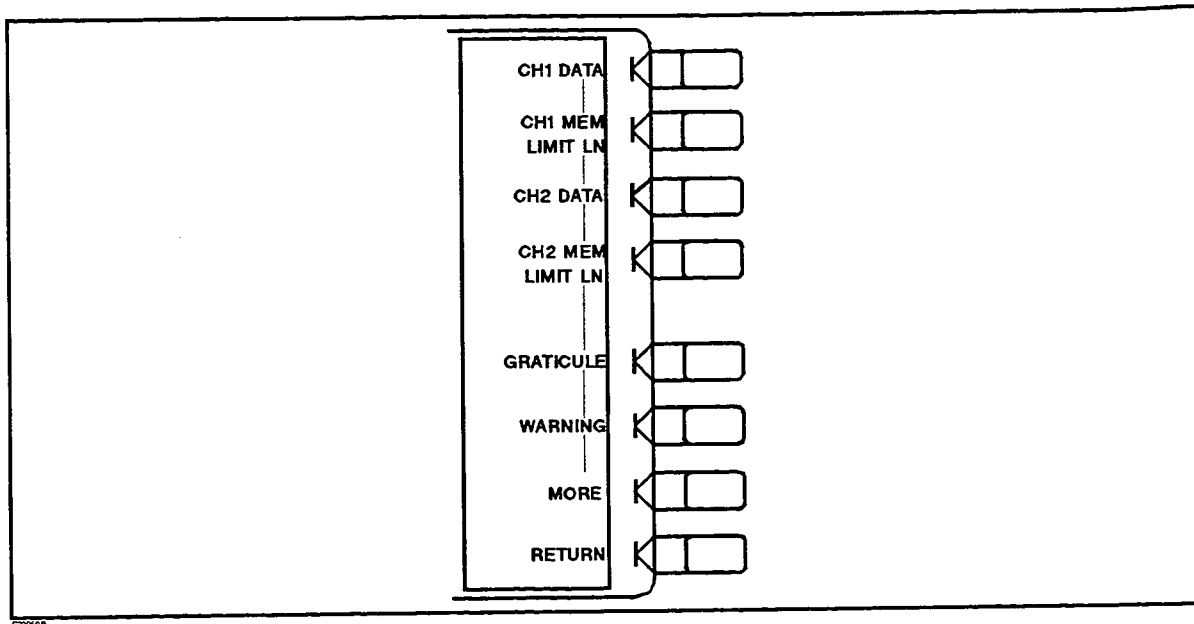 CH1 DATA
CH1 MEM
LIMIT LN
CH2 DATA
CH2 MEM
LIMIT LN
GRATICULE
WARNING
MORE
RETURN